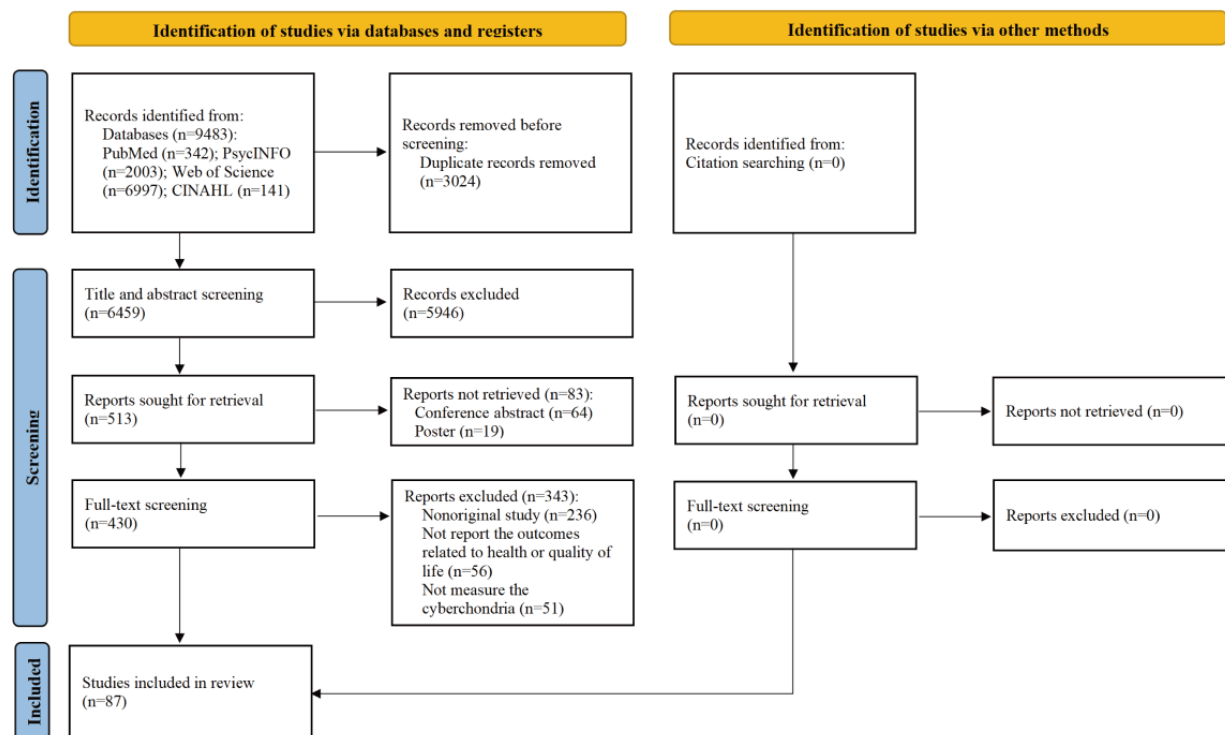 Identification of studies via databases and registers
Identification of studies via other methods
Identification
Records identified from:
Databases (n=9483):
PubMed (n=342); PsycINFO
(n=2003); Web of Science
(n=6997); CINAHL (n=141)
Records removed before
screening:
Duplicate records removed
(n=3024)
Records identified from:
Citation searching (n=0)
Screening
Title and abstract screening
(n=6459)
Records excluded
(n=5946)
Reports sought for retrieval
(n=513)
Reports not retrieved (n=83):
Conference abstract (n=64)
Poster (n=19)
Reports sought for retrieval
(n=0)
Reports not retrieved (n=0)
Full-text screening
(n=430)
Reports excluded (n=343):
Nonoriginal study (n=236)
Not report the outcomes
related to health or quality of
life (n=56)
Not measure the
cyberchondria (n=51)
Full-text screening
(n=0)
Reports excluded (n=0)
Included
Studies included in review
(n=87)